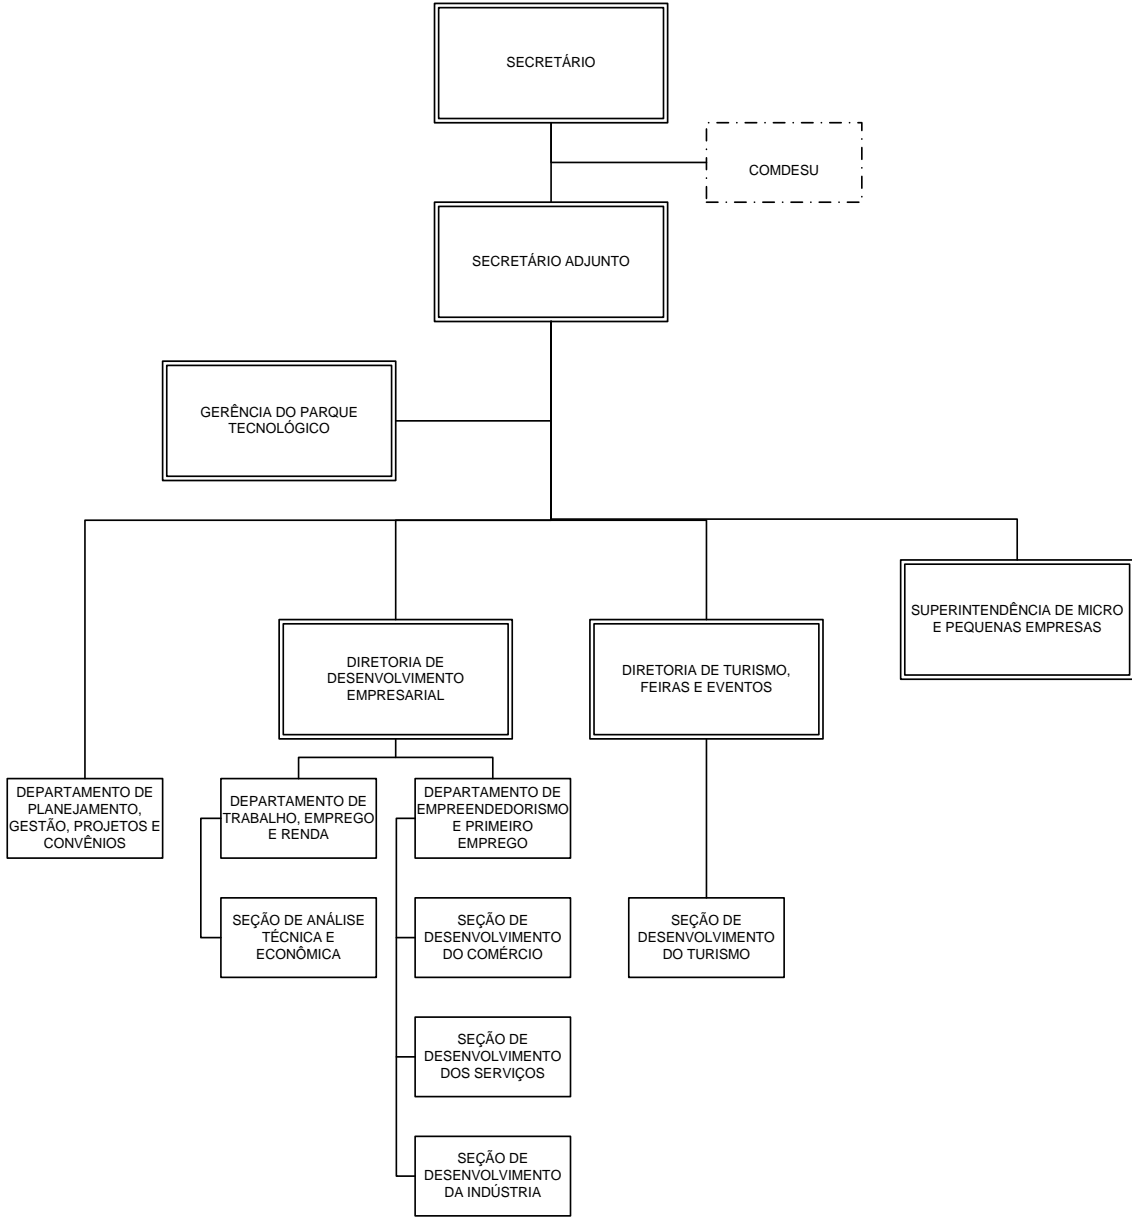 SECRETÁRIO
COMDESU
SECRETÁRIO ADJUNTO
GERÊNCIA DO PARQUE
TECNOLÓGICO
SUPERINTENDÊNCIA DE MICRO
E PEQUENAS EMPRESAS
DIRETORIA DE
DESENVOLVIMENTO
EMPRESARIAL
DIRETORIA DE TURISMO,
FEIRAS E EVENTOS
DEPARTAMENTO DE
PLANEJAMENTO,
GESTÃO, PROJETOS E
CONVÊNIOS
DEPARTAMENTO DE
TRABALHO, EMPREGO
E RENDA
DEPARTAMENTO DE
EMPREENDEDORISMO
E PRIMEIRO
EMPREGO
SEÇÃO DE ANÁLISE
TÉCNICA E
ECONÔMICA
SEÇÃO DE
DESENVOLVIMENTO
DO COMÉRCIO
SEÇÃO DE
DESENVOLVIMENTO
DO TURISMO
SEÇÃO DE
DESENVOLVIMENTO
DOS SERVIÇOS
SEÇÃO DE
DESENVOLVIMENTO
DA INDÚSTRIA